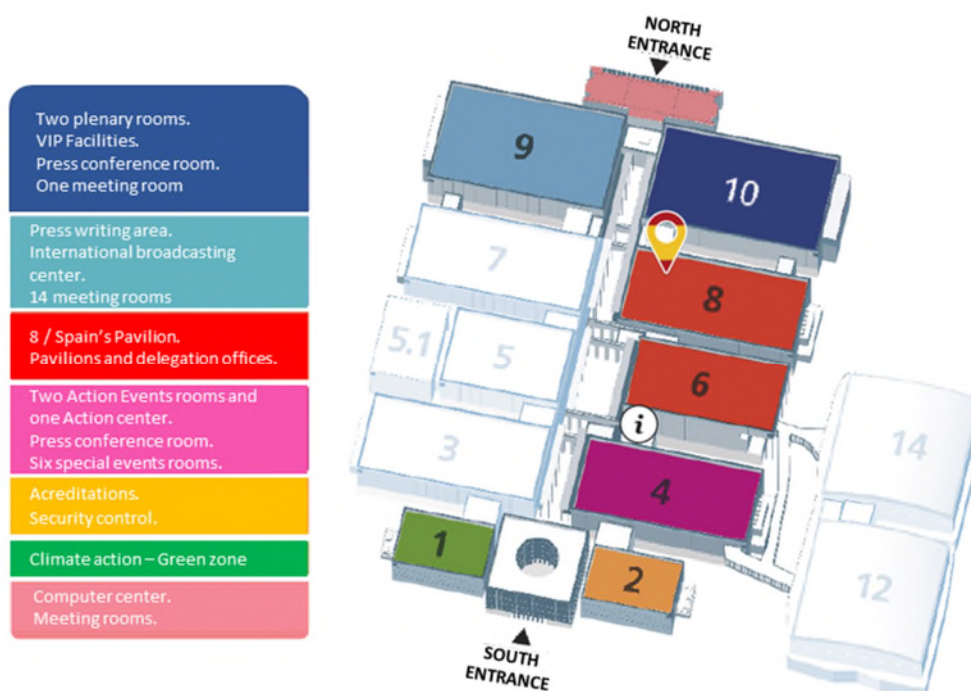 Two plenary rooms.
VIP Facilities.
Press conference room.
One meeting room
Press writing area.
International broadcasting
center.
14 meeting rooms
8 / Spain's Pavilion.
Pavilions and delegation offices.
Two Action Events rooms and
one Action center.
Press conference room.
Six special events rooms.
Acreditations.
Security control.
Climate action – Green zone
Computer center.
Meeting rooms.
NORTH
ENTRANCE
9
10
7
8
5.1
5
6
i
14
3
4
1
2
12
SOUTH
ENTRANCE